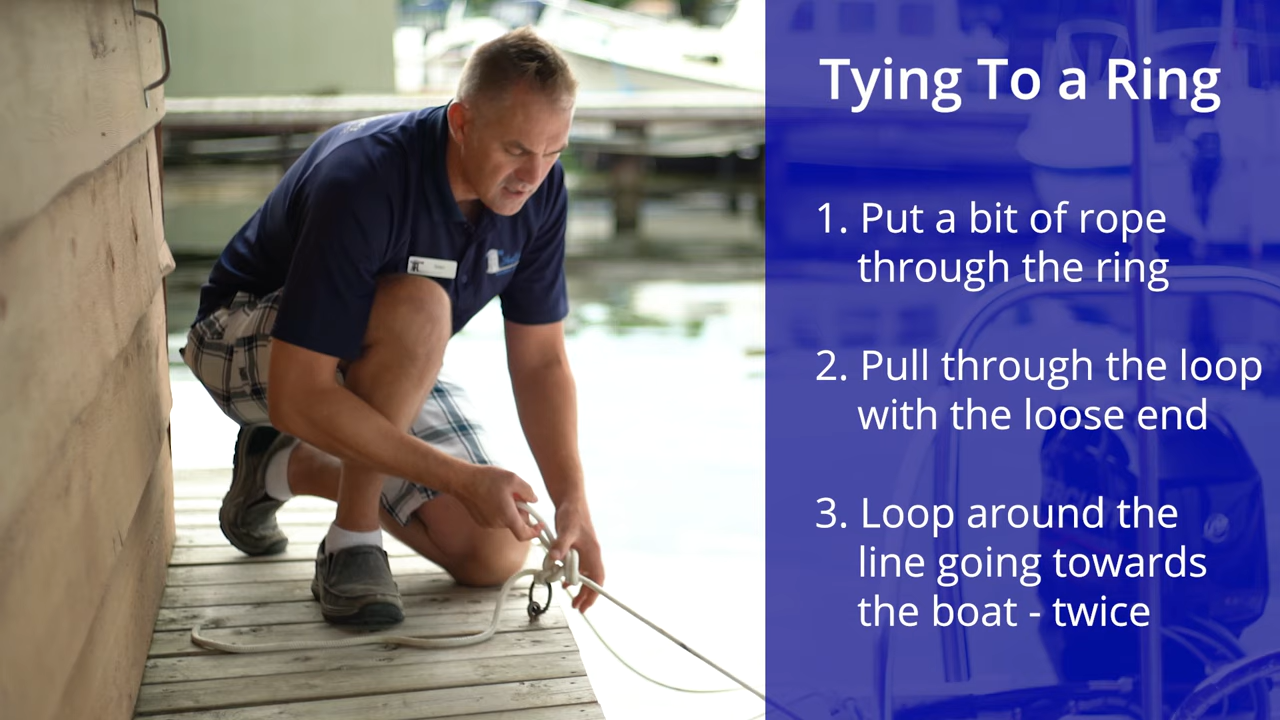 Tying To a Ring
1. Put a bit of rope
through the ring
2. Pull through the loop
with the loose end
3. Loop around the
line going towards
the boat - twice